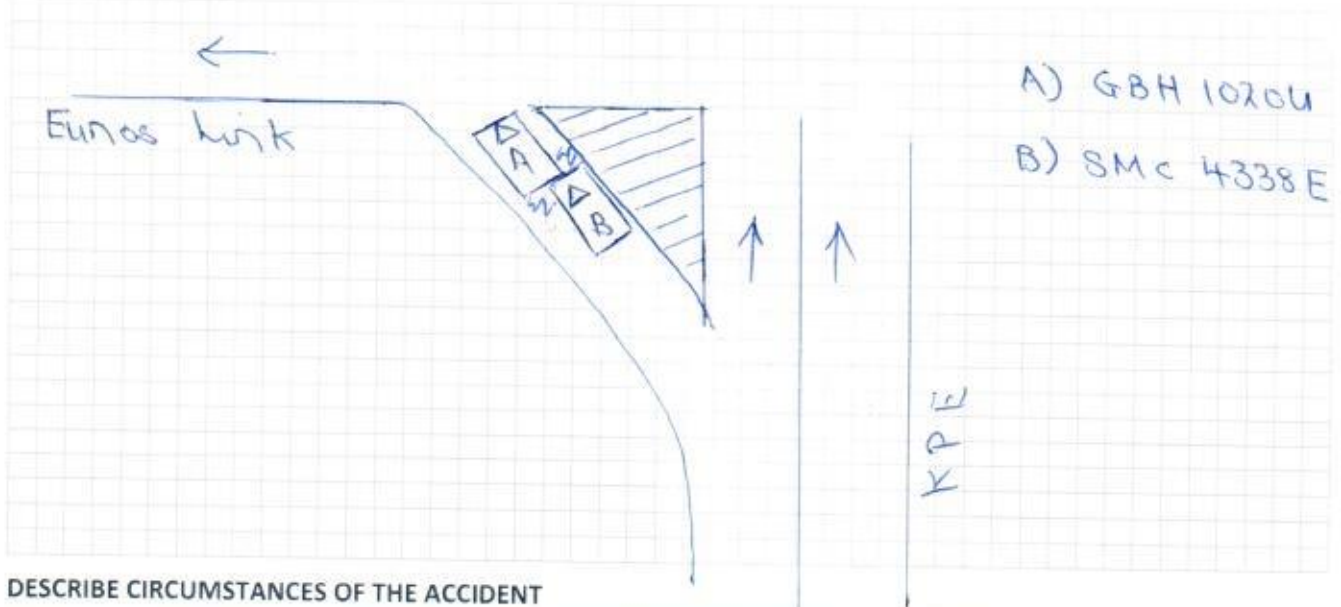 Eunos Link
A) GBH 1020U
B) SMC 4338E
A
B
KPE
DESCRIBE CIRCUMSTANCES OF THE ACCIDENT